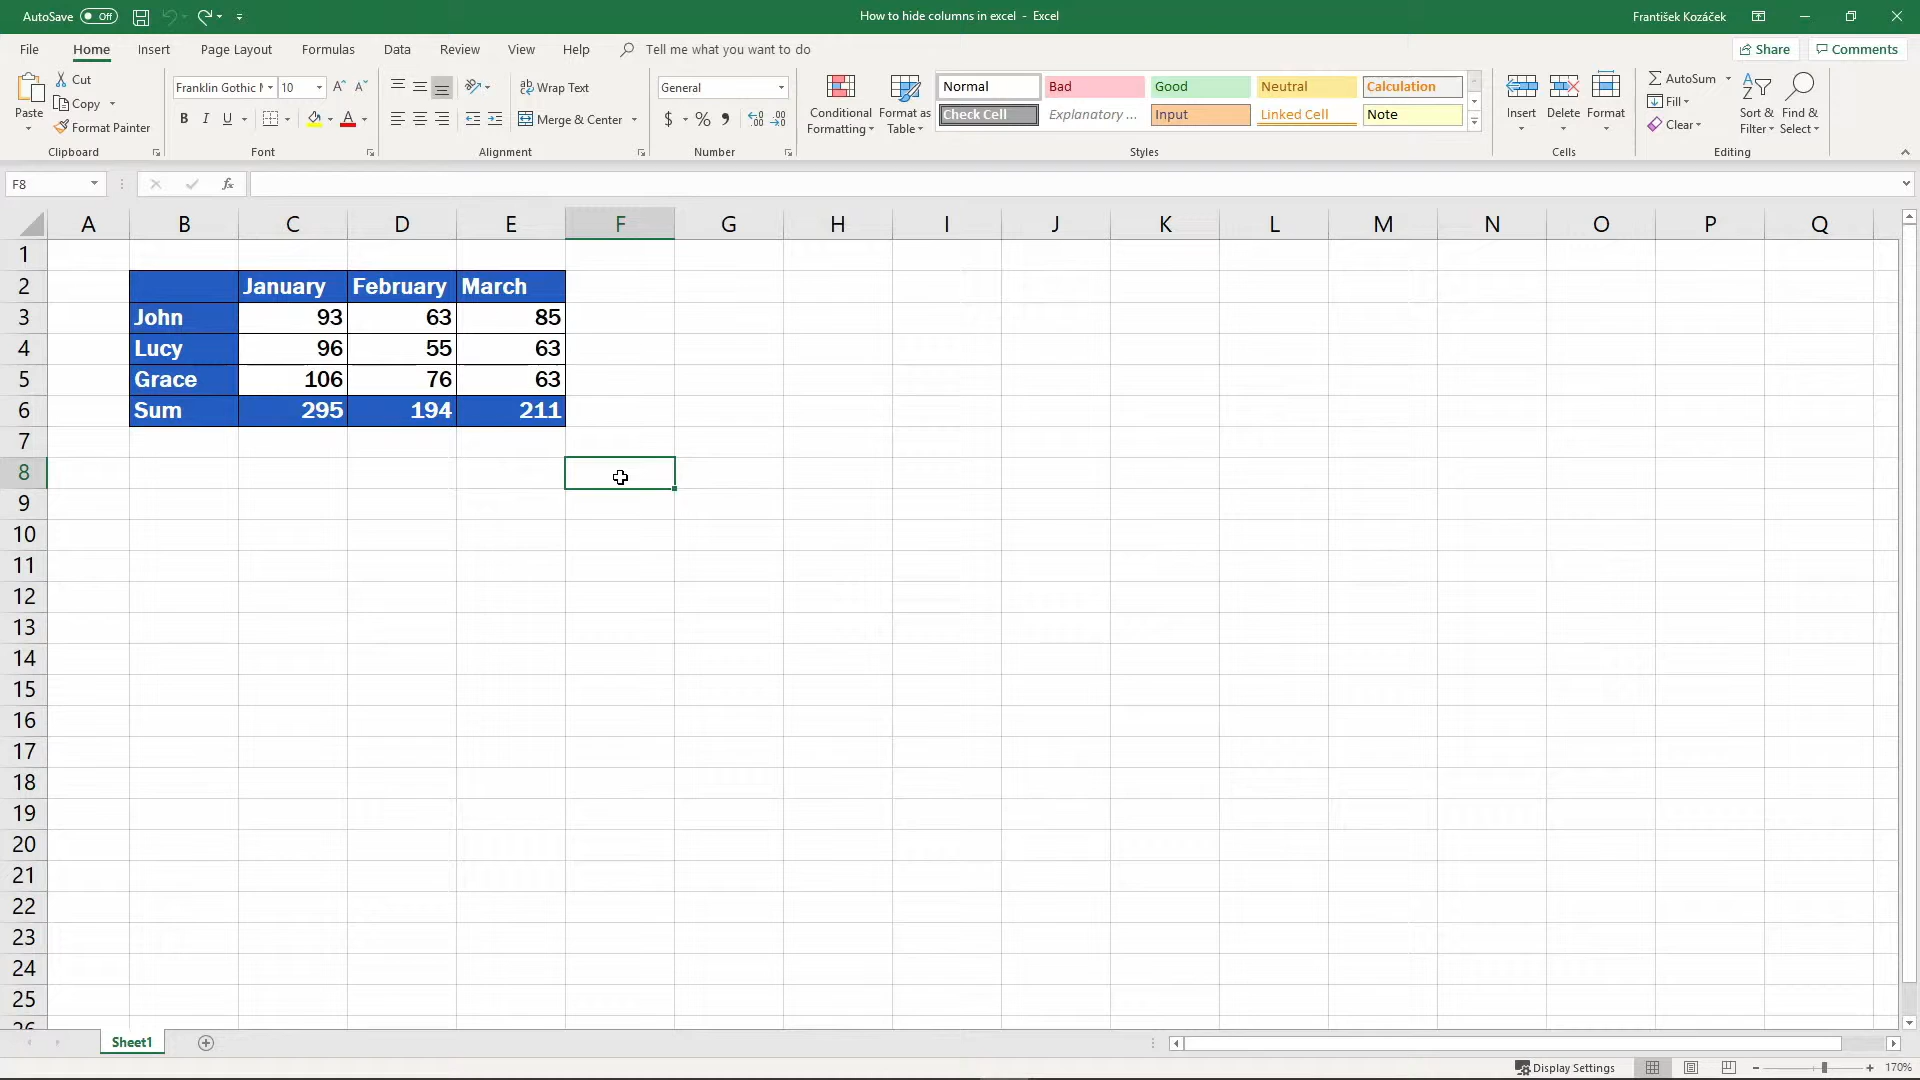 AutoSave Off
How to hide columns in excel - Excel
František Kozáček
File Home Insert Page Layout Formulas Data Review View Help Tell me what you want to do
Share Comments
Paste
Cut
Copy
Format Painter
Clipboard
Franklin Gothic 10
B I U
Font
Wrap Text
Merge & Center
Alignment
General
$ % ,
Number
Conditional Formatting
Format as Table
Normal Bad Good Neutral Calculation
Check Cell Explanatory ... Input Linked Cell Note
Styles
Insert Delete Format
Cells
AutoSum
Fill
Clear
Sort & Filter
Find & Select
Editing
F8 fx
A B C D E F G H I J K L M N O P Q
1
2 January February March
3 John 93 63 85
4 Lucy 96 55 63
5 Grace 106 76 63
6 Sum 295 194 211
7
8
9
10
11
12
13
14
15
16
17
18
19
20
21
22
23
24
25
26
Sheet1
Display Settings 170%